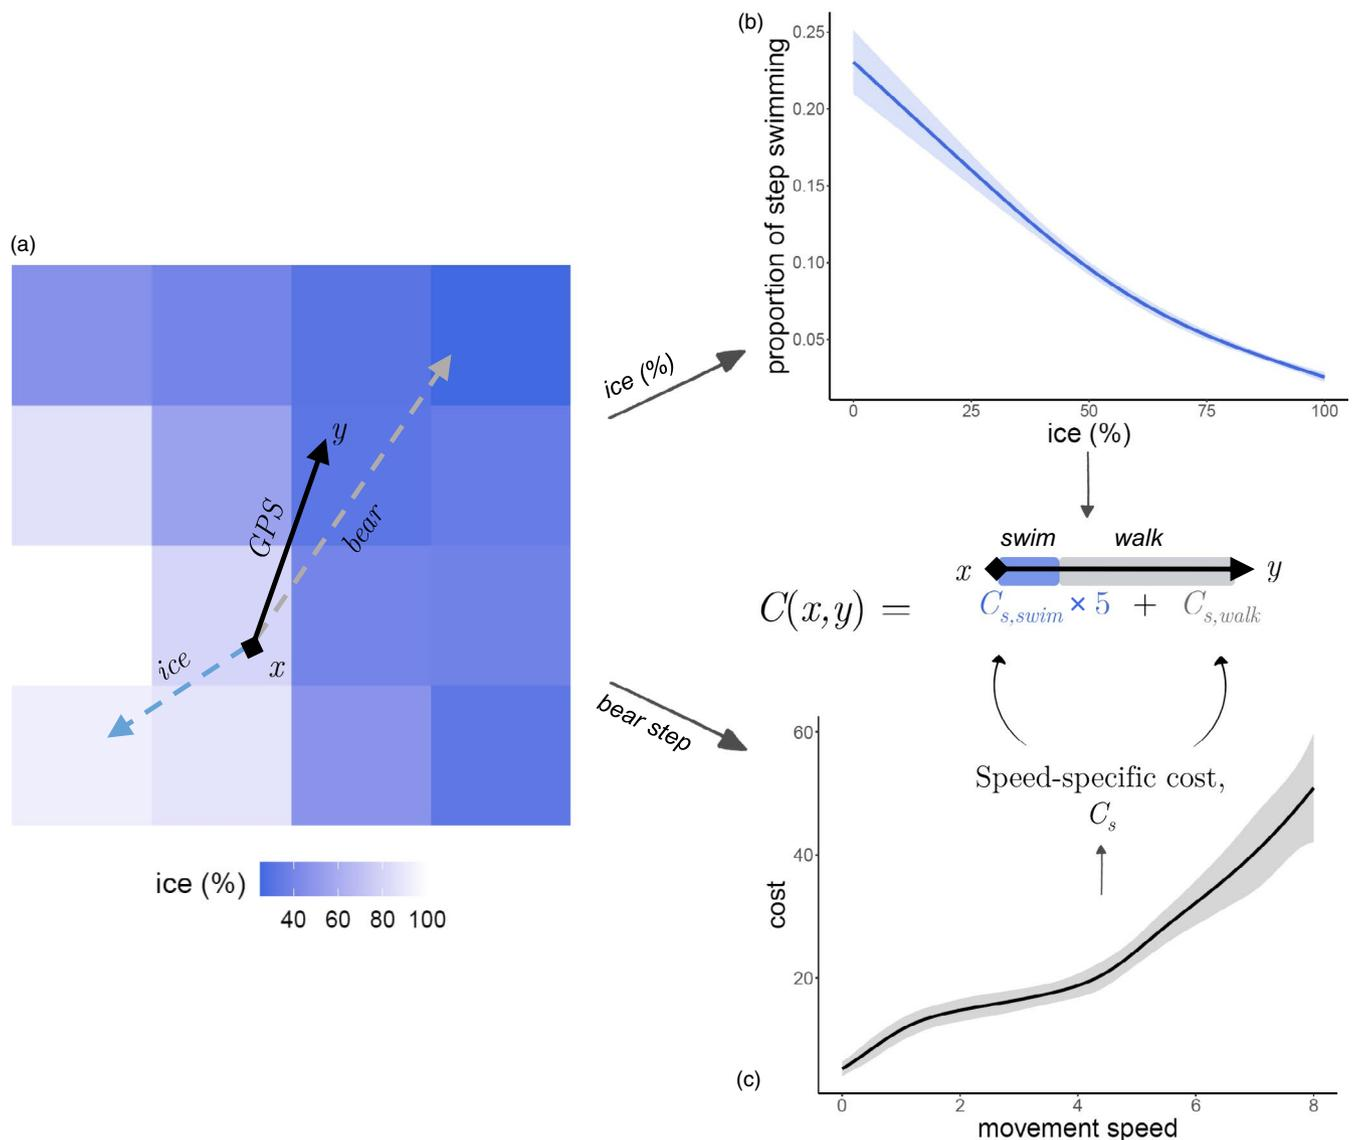 (a)
GPS
y
bear
ice
x
ice (%)
40 60 80 100
ice (%)
bear step
(b)
proportion of step swimming
0.25
0.20
0.15
0.10
0.05
0 25 50 75 100
ice (%)
swim walk
x y
C(x,y) = C_{s,swim} × 5 + C_{s,walk}
Speed-specific cost,
C_s
(c)
cost
60
40
20
0 2 4 6 8
movement speed